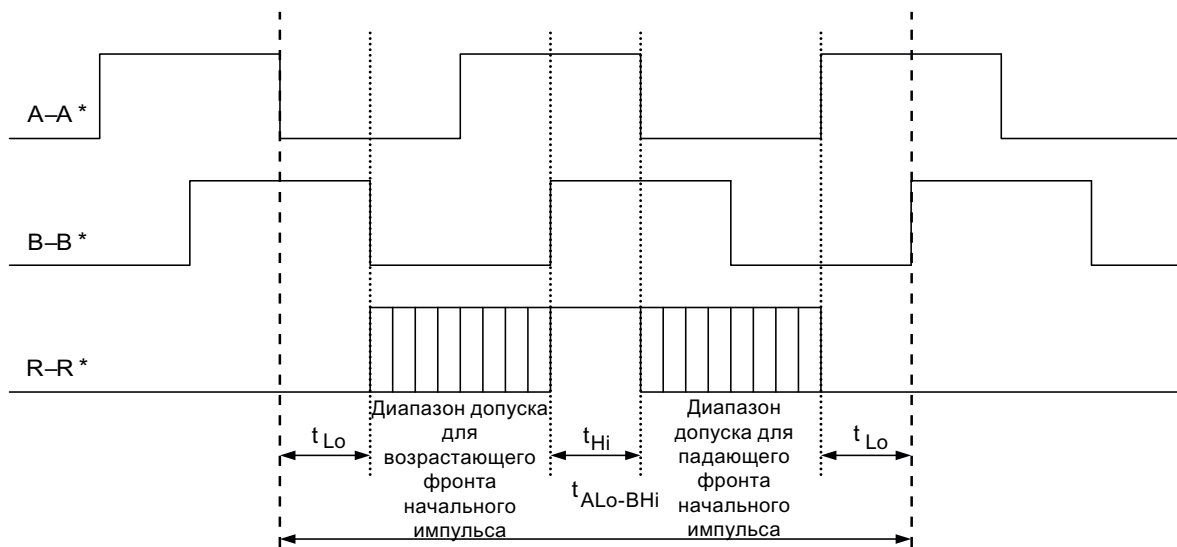 A–A *
B–B *
R–R *
t Lo
Диапазон допуска
для
возрастающего
фронта
начального
импульса
t Hi
t ALo-BHi
Диапазон
допуска для
падающего
фронта
начального
импульса
t Lo